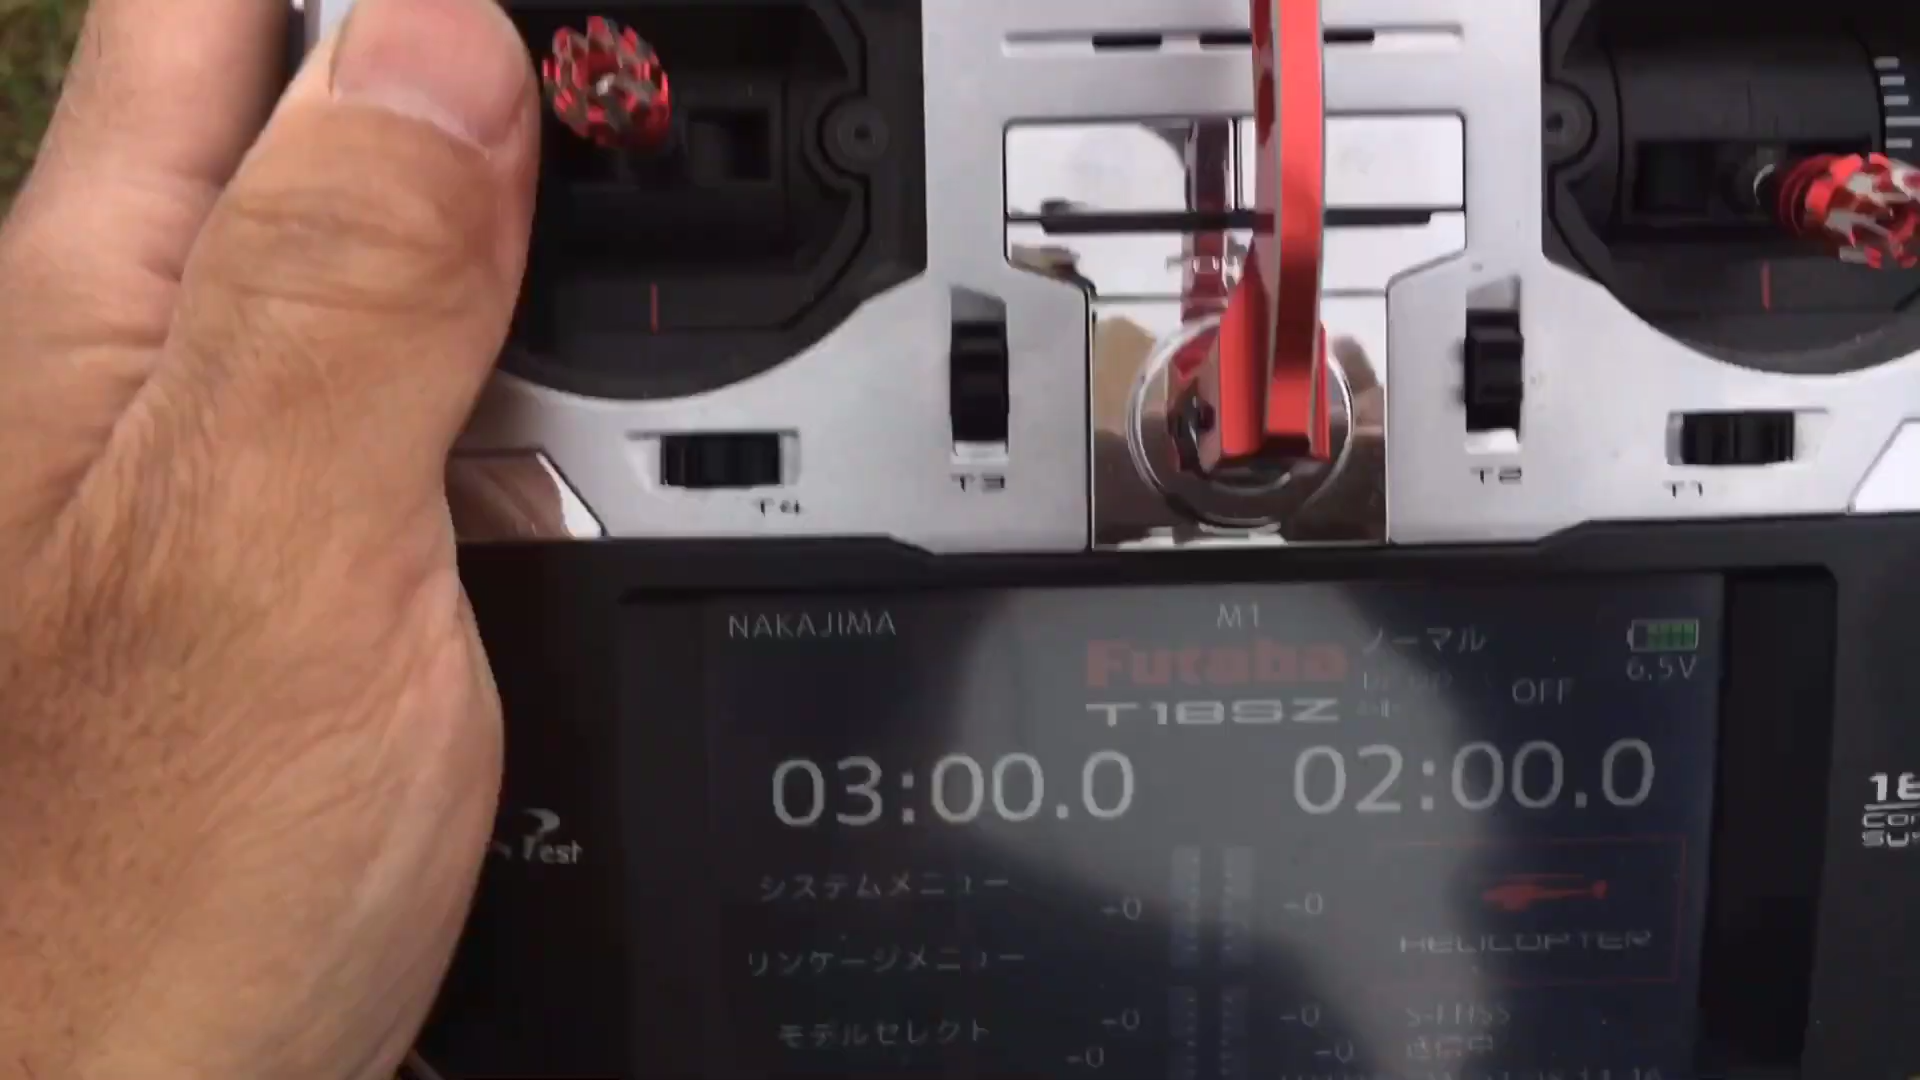 T4
T3
T2
T1
NAKAJIMA
M1
ノーマル
Futaba
6.5V
OFF
T18SZ
03:00.0
02:00.0
Test
システムメニュー
リンケージメニュー
モデルセレクト
HELICOPTER
-0
-0
-0
-0
-0
-0